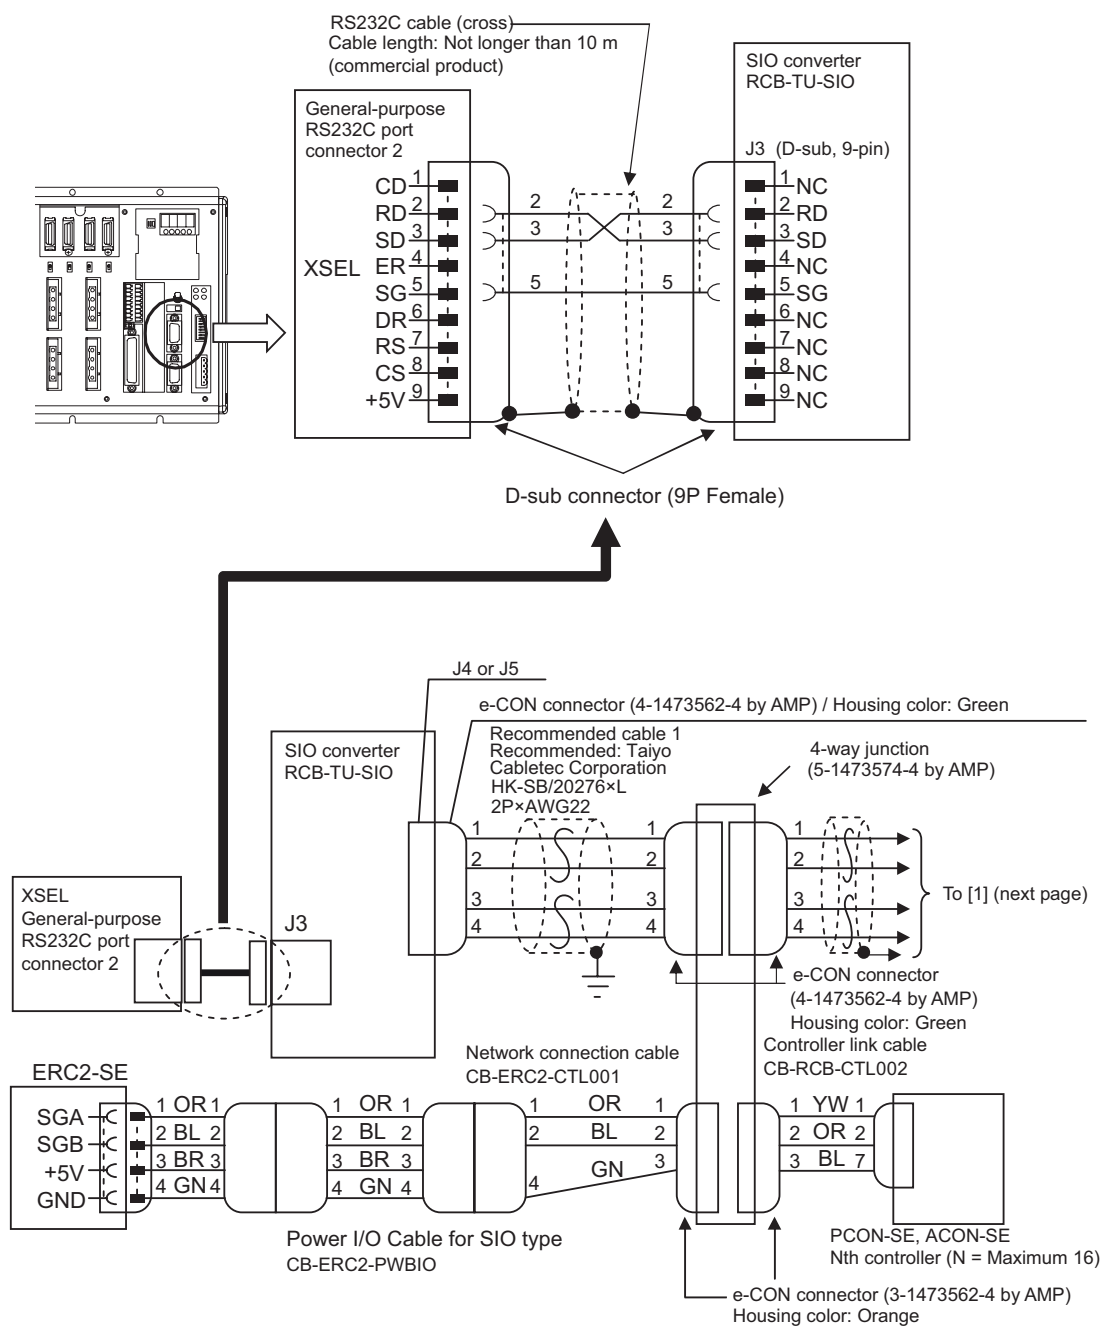 RS232C cable (cross)
Cable length: Not longer than 10 m
(commercial product)
General-purpose
RS232C port
connector 2
SIO converter
RCB-TU-SIO
J3 (D-sub, 9-pin)
XSEL
CD 1
RD 2
SD 3
ER 4
SG 5
DR 6
RS 7
CS 8
+5V 9
2 2
3 3
5 5
1 NC
2 RD
3 SD
4 NC
5 SG
6 NC
7 NC
8 NC
9 NC
D-sub connector (9P Female)
J4 or J5
e-CON connector (4-1473562-4 by AMP) / Housing color: Green
SIO converter
RCB-TU-SIO
Recommended cable 1
Recommended: Taiyo
Cabletec Corporation
HK-SB/20276×L
2P×AWG22
4-way junction
(5-1473574-4 by AMP)
1 1 1
2 2 2
3 3 3
4 4 4
To [1] (next page)
XSEL
General-purpose
RS232C port
connector 2
J3
e-CON connector
(4-1473562-4 by AMP)
Housing color: Green
Controller link cable
CB-RCB-CTL002
Network connection cable
CB-ERC2-CTL001
ERC2-SE
SGA 1 OR 1 1 OR 1 1 OR 1 1 YW 1
SGB 2 BL 2 2 BL 2 2 BL 2 2 OR 2
+5V 3 BR 3 3 BR 3 3 3 BL 7
GND 4 GN 4 4 GN 4 4 GN
Power I/O Cable for SIO type
CB-ERC2-PWBIO
PCON-SE, ACON-SE
Nth controller (N = Maximum 16)
e-CON connector (3-1473562-4 by AMP)
Housing color: Orange